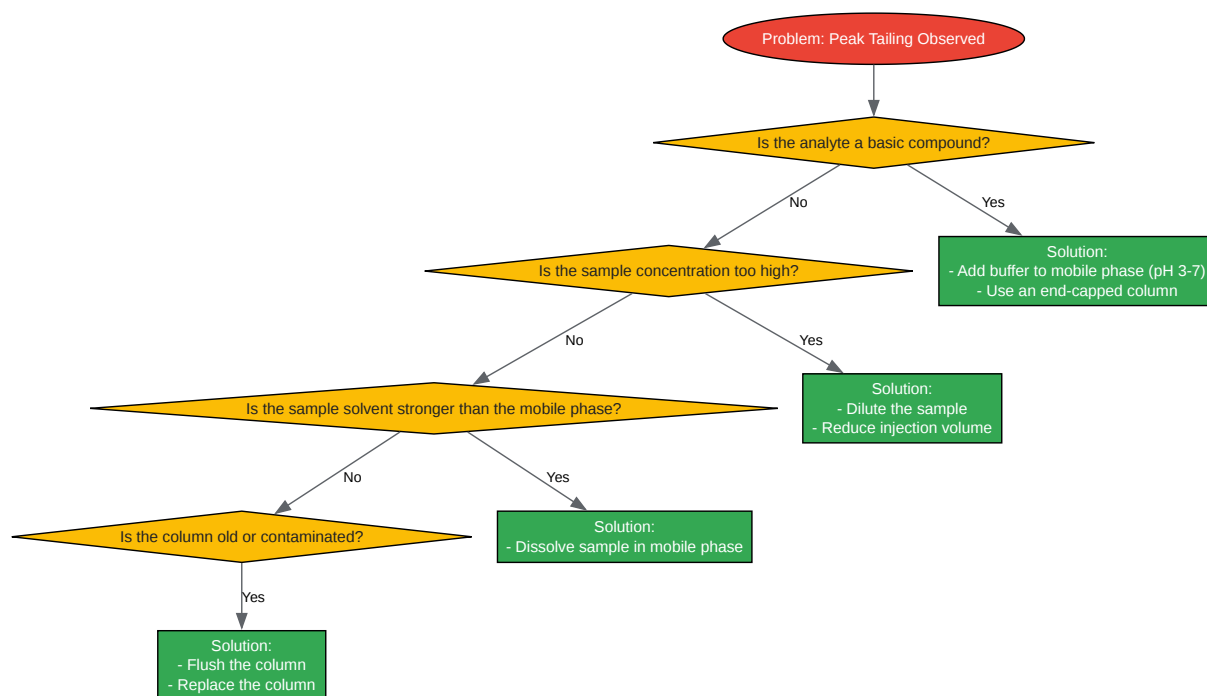 Problem: Peak Tailing Observed
Is the analyte a basic compound?
No
Yes
Solution:
- Add buffer to mobile phase (pH 3-7)
- Use an end-capped column
Is the sample concentration too high?
No
Yes
Solution:
- Dilute the sample
- Reduce injection volume
Is the sample solvent stronger than the mobile phase?
No
Yes
Solution:
- Dissolve sample in mobile phase
Is the column old or contaminated?
Yes
Solution:
- Flush the column
- Replace the column